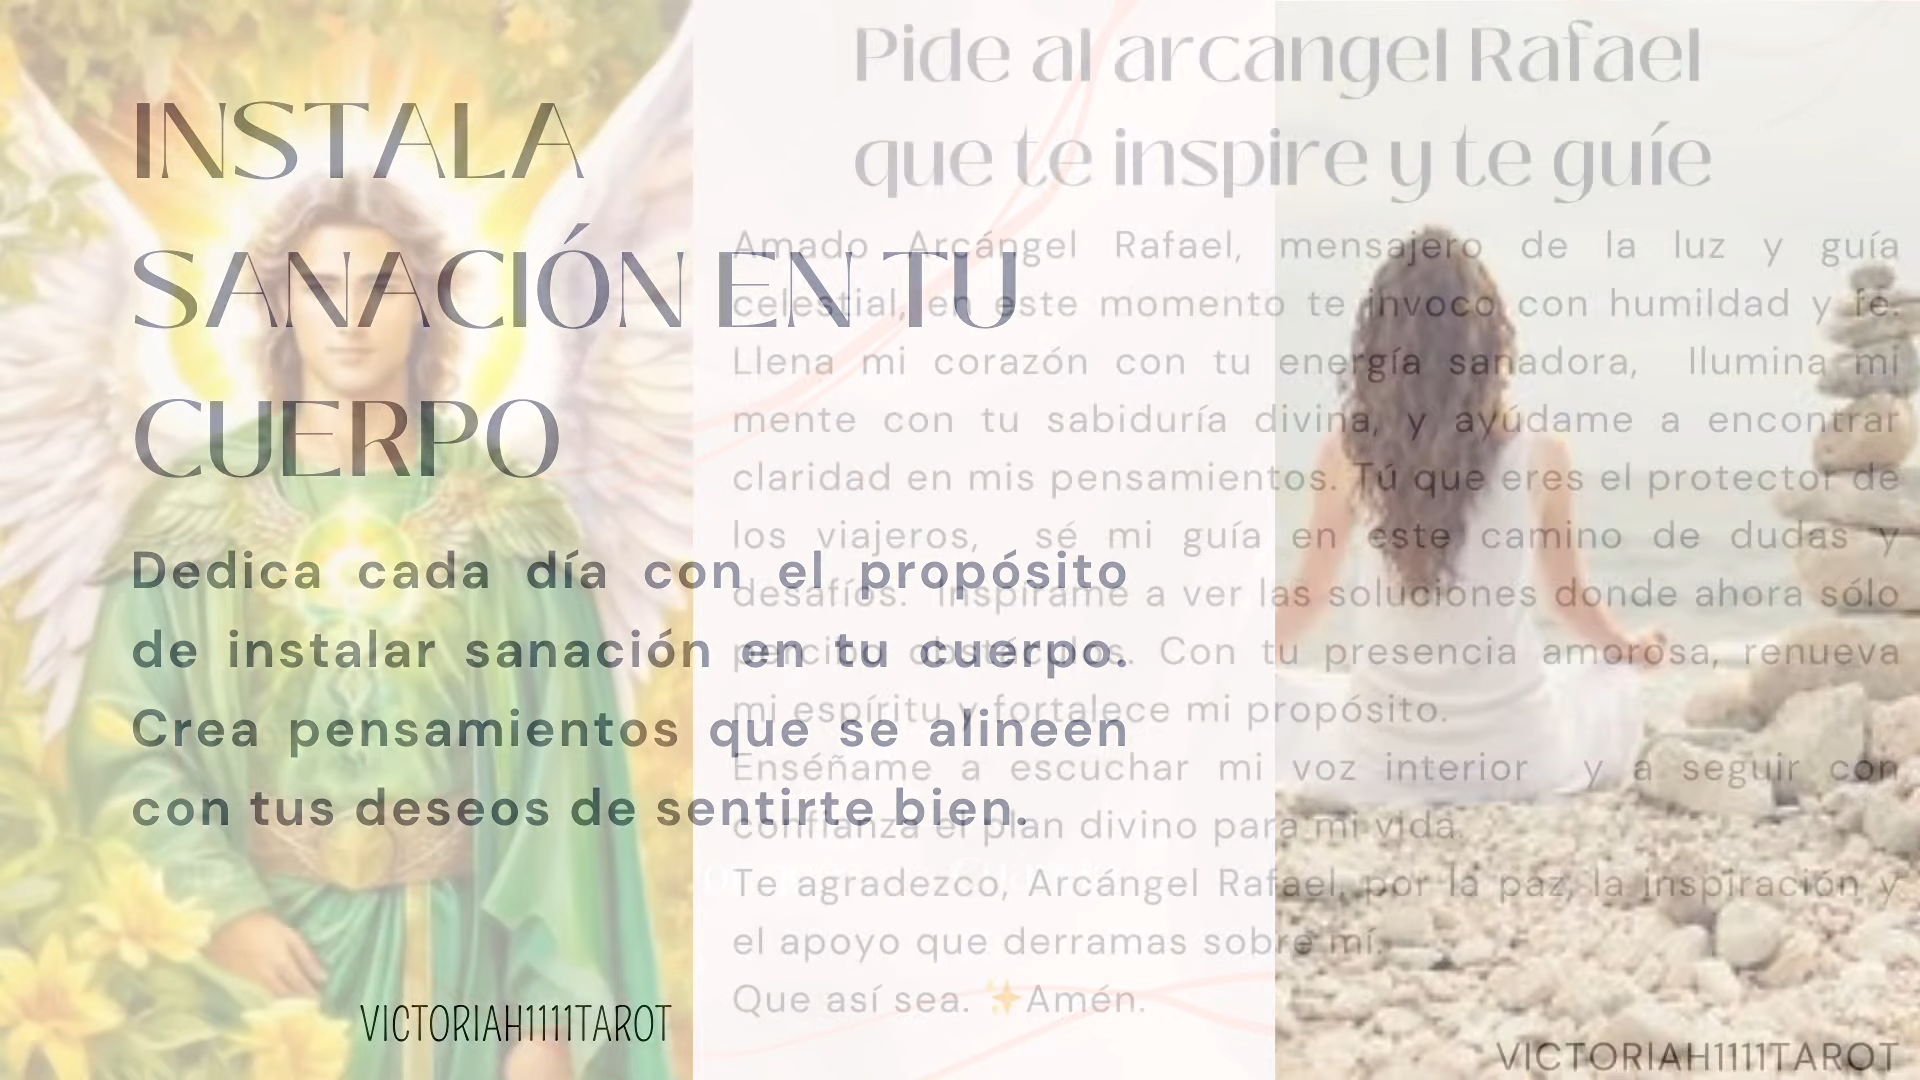 Pide al arcangel Rafael
que te inspire y te guíe
Amado Arcángel Rafael, mensajero de la luz y guía
celestial, en este momento te invoco con humildad y fe.
Llena mi corazón con tu energía sanadora, Ilumina mi
mente con tu sabiduría divina, y ayúdame a encontrar
claridad en mis pensamientos. Tú que eres el protector de
los viajeros, sé mi guía en este camino de dudas y
desafíos. Inspírame a ver las soluciones donde ahora sólo
percibo obstáculos. Con tu presencia amorosa, renueva
mi espíritu y fortalece mi propósito.
Enséñame a escuchar mi voz interior y a seguir con
confianza el plan divino para mi vida.
Te agradezco, Arcángel Rafael, por la paz, la inspiración y
el apoyo que derramas sobre mí.
Que así sea. ✨Amén.
INSTALA
SANACIÓN EN TU
CUERPO
Dedica cada día con el propósito
de instalar sanación en tu cuerpo.
Crea pensamientos que se alineen
con tus deseos de sentirte bien.
VICTORIAH1111TAROT
VICTORIAH1111TAROT